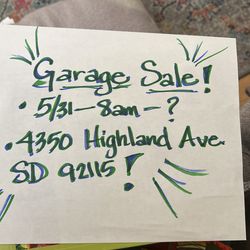 Garage Sale!
• 5/31 - 8am - ?
• 4350 Highland Ave.
SD 92115!